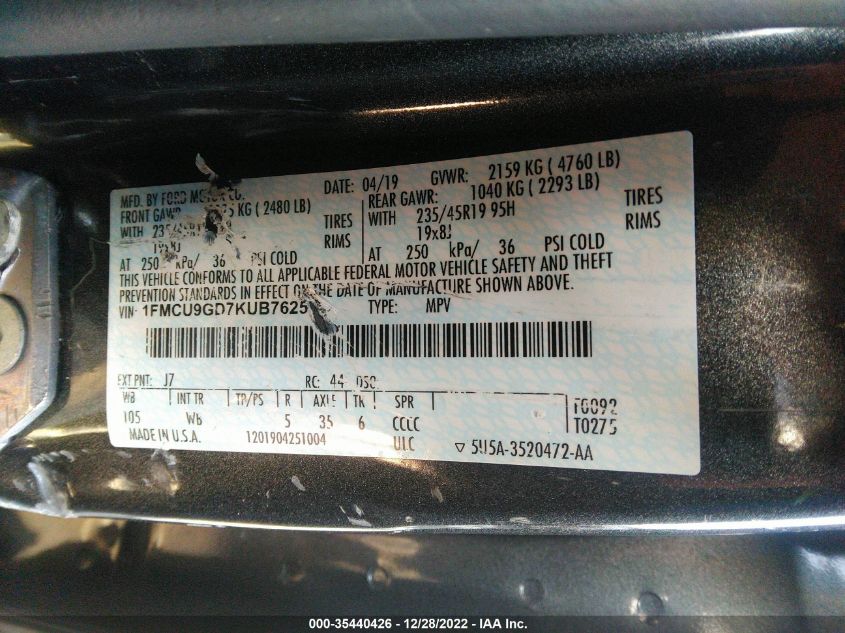 MFD. BY FORD MOTOR CO. DATE: 04/19 GVWR: 2159 KG ( 4760 LB)
FRONT GAWR KG ( 2480 LB) REAR GAWR: 1040 KG ( 2293 LB)
WITH TIRES WITH 235/45R19 95H TIRES
19x8J RIMS 19x8J RIMS
AT 250 kPa/ 36 PSI COLD AT 250 kPa/ 36 PSI COLD
THIS VEHICLE CONFORMS TO ALL APPLICABLE FEDERAL MOTOR VEHICLE SAFETY AND THEFT
PREVENTION STANDARDS IN EFFECT ON THE DATE OF MANUFACTURE SHOWN ABOVE.
VIN: 1FMCU9GD7KUB7625 TYPE: MPV
EXT PNT: J7 RC: 44 DSO:
WB INT TR TP/PS R AXLE TR SPR
105 Wb 5 35 6 CCCC
T0275
MADE IN U.S.A. 1201904251004 ULC ▽ 5U5A-3520472-AA
000-35440426 - 12/28/2022 - IAA Inc.